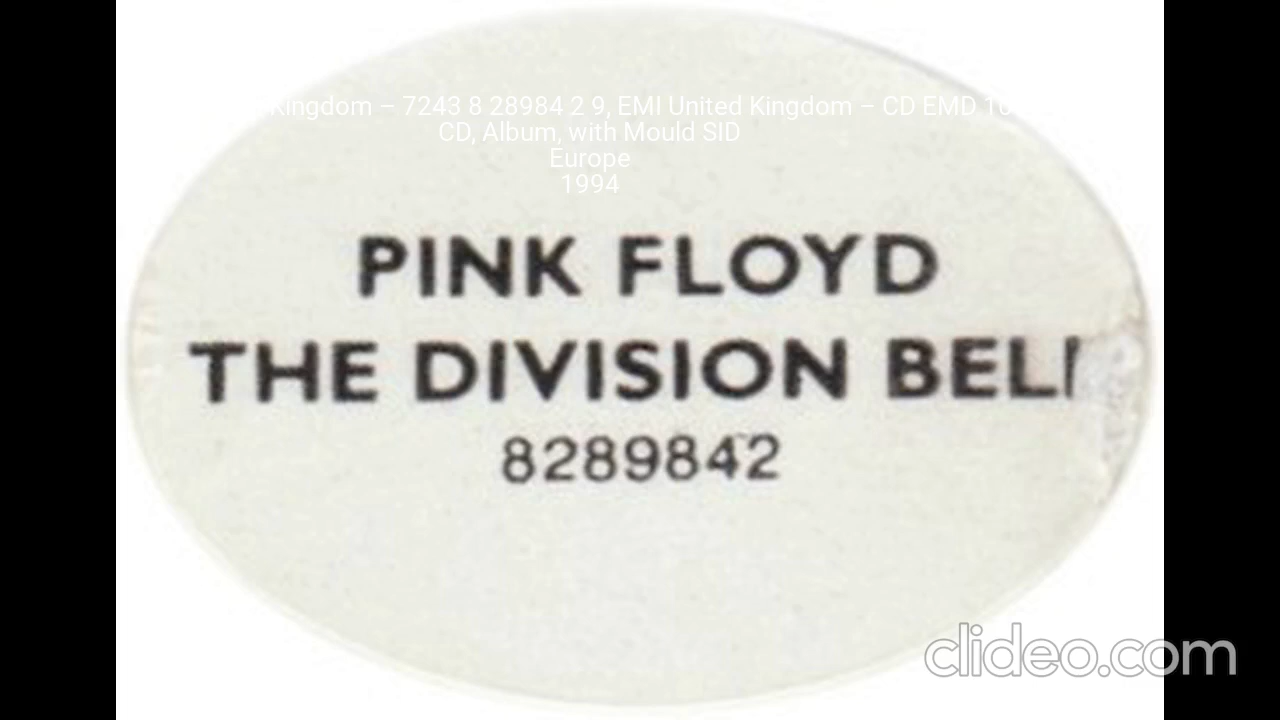 Kingdom – 7243 8 28984 2 9, EMI United Kingdom – CD EMD 10
CD, Album, with Mould SID
Europe
1994
PINK FLOYD
THE DIVISION BELL
8289842
clideo.com